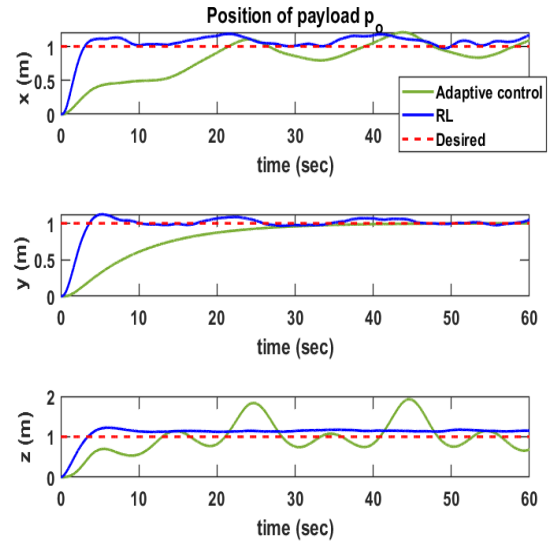 Position of payload p_o
x (m)
1
0.5
0
0 10 20 30 40 50 60
time (sec)
Adaptive control
RL
Desired
y (m)
1
0.5
0
0 10 20 30 40 50 60
time (sec)
z (m)
2
1
0
0 10 20 30 40 50 60
time (sec)